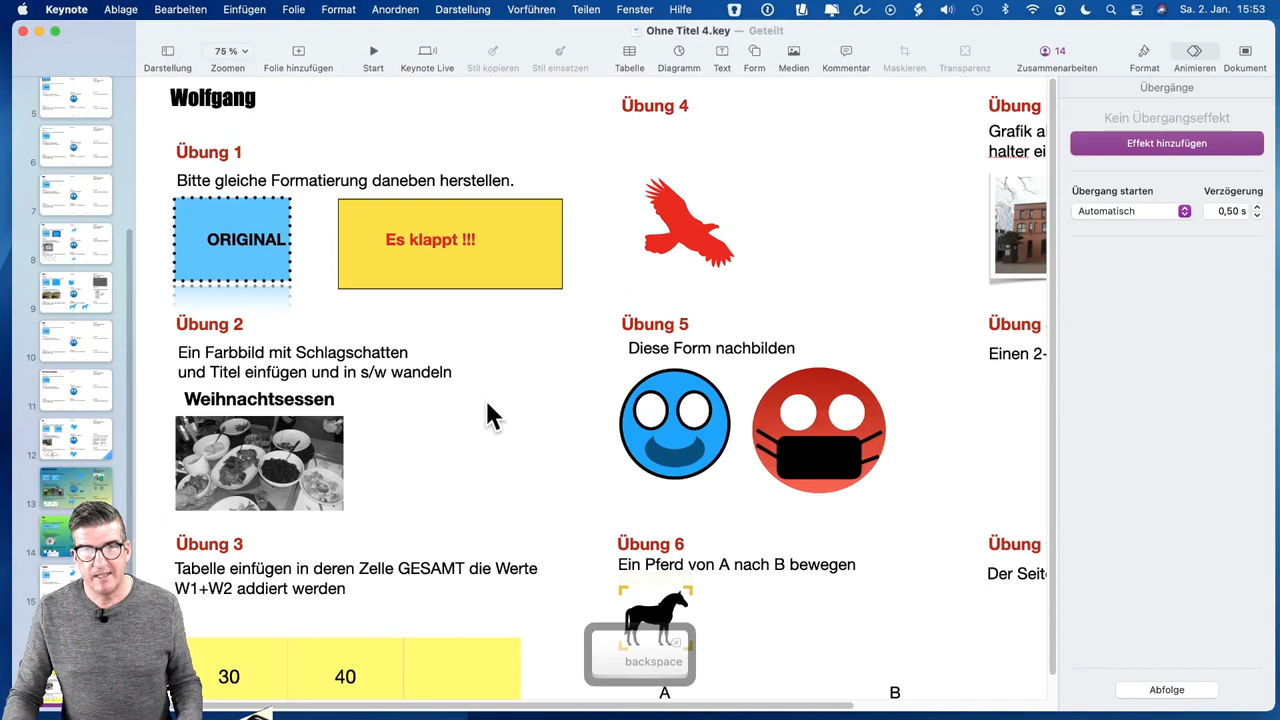 Keynote Ablage Bearbeiten Einfügen Folie Format Anordnen Darstellung Vorführen Teilen Fenster Hilfe Sa. 2. Jan. 15:53
Ohne Titel 4.key — Geteilt
75 %
14
Darstellung Zoomen Folie hinzufügen Start Keynote Live Stil kopieren Stil einsetzen Tabelle Diagramm Text Form Medien Kommentar Maskieren Transparenz Zusammenarbeiten Format Animieren Dokument
Übergänge
Kein Übergangseffekt
Effekt hinzufügen
Übergang starten Verzögerung
Automatisch 0,50 s
Abfolge
5
6
7
8
9
10
11
12
13
14
15
Wolfgang
Übung 1
Bitte gleiche Formatierung daneben herstellen.
ORIGINAL
Es klappt !!!
Übung 2
Ein Farbbild mit Schlagschatten
und Titel einfügen und in s/w wandeln
Weihnachtsessen
Übung 3
Tabelle einfügen in deren Zelle GESAMT die Werte
W1+W2 addiert werden
30 40
Übung 4
Übung 5
Diese Form nachbilden
Übung 6
Ein Pferd von A nach B bewegen
backspace
A B
Übung
Grafik a
halter ei
Übung
Einen 2-
Übung
Der Seit